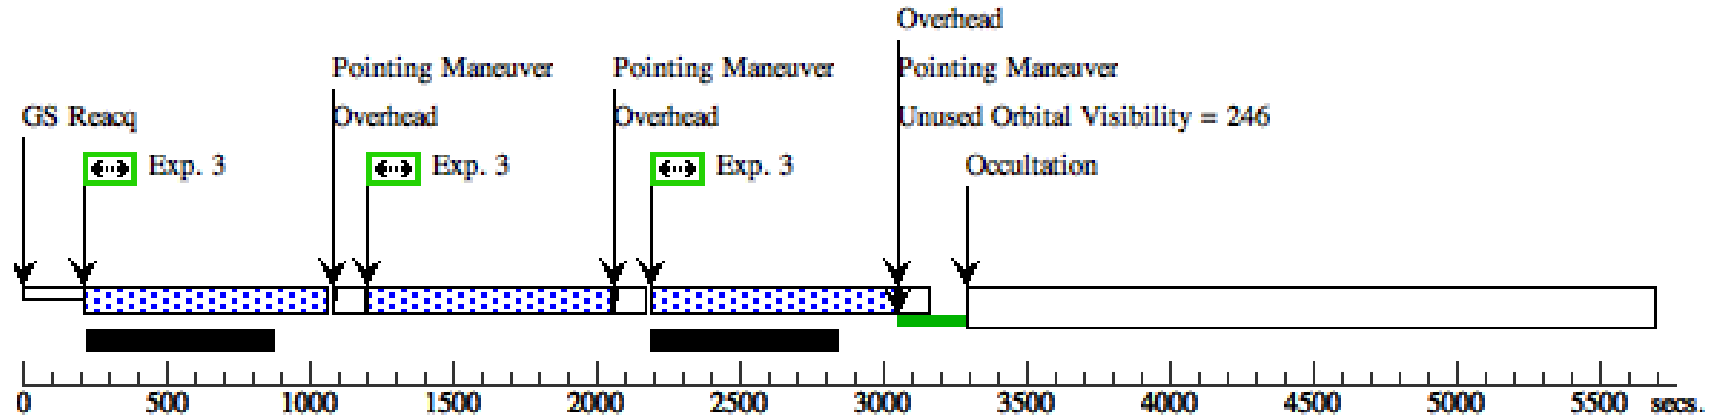 Overhead
Pointing Maneuver Pointing Maneuver Pointing Maneuver
GS Reacq Overhead Overhead Unused Orbital Visibility = 246
Exp. 3 Exp. 3 Exp. 3 Occultation
0 500 1000 1500 2000 2500 3000 3500 4000 4500 5000 5500 secs.